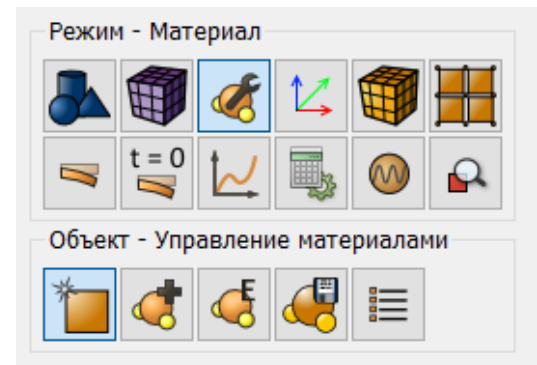 Режим - Материал
t = 0
Объект - Управление материалами
E